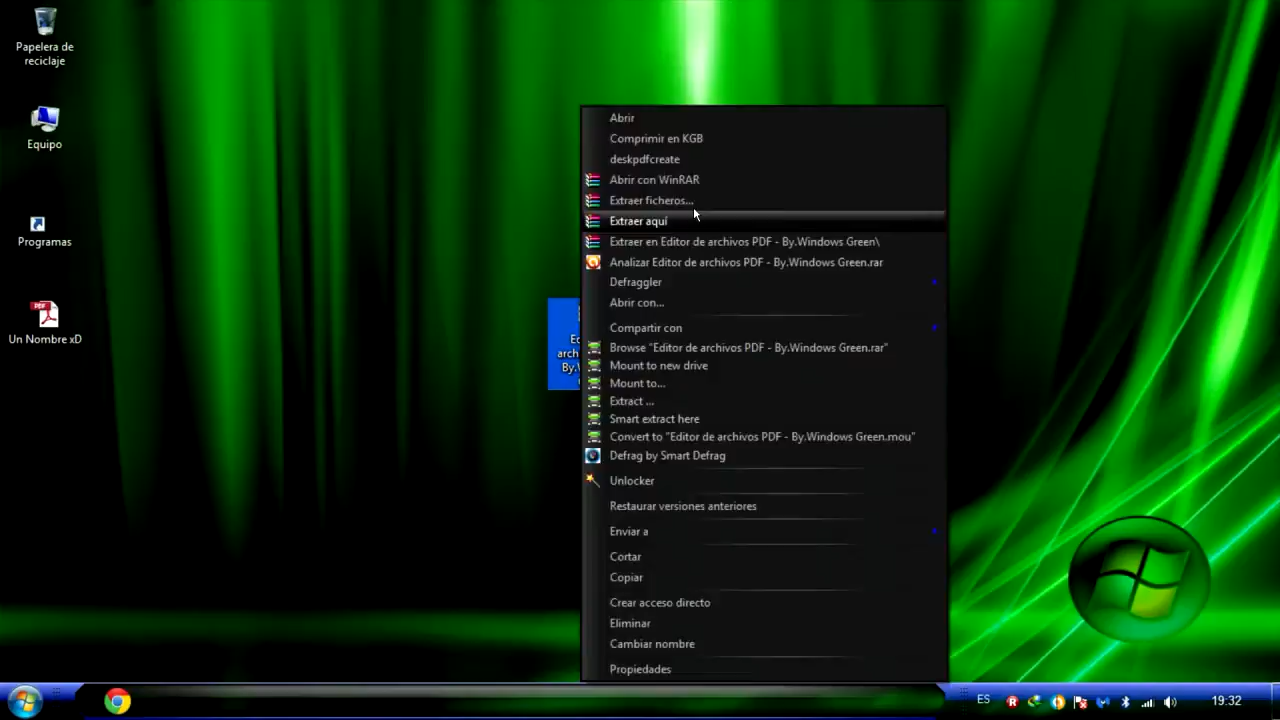 Papelera de
reciclaje
Equipo
Programas
PDF
Un Nombre xD
Abrir
Comprimir en KGB
deskpdfcreate
Abrir con WinRAR
Extraer ficheros...
Extraer aquí
Extraer en Editor de archivos PDF - By.Windows Green\
Analizar Editor de archivos PDF - By.Windows Green.rar
Defraggler
Abrir con...
Compartir con
Browse "Editor de archivos PDF - By.Windows Green.rar"
Mount to new drive
Mount to...
Extract ...
Smart extract here
Convert to "Editor de archivos PDF - By.Windows Green.mou"
Defrag by Smart Defrag
Unlocker
Restaurar versiones anteriores
Enviar a
Cortar
Copiar
Crear acceso directo
Eliminar
Cambiar nombre
Propiedades
ES
19:32